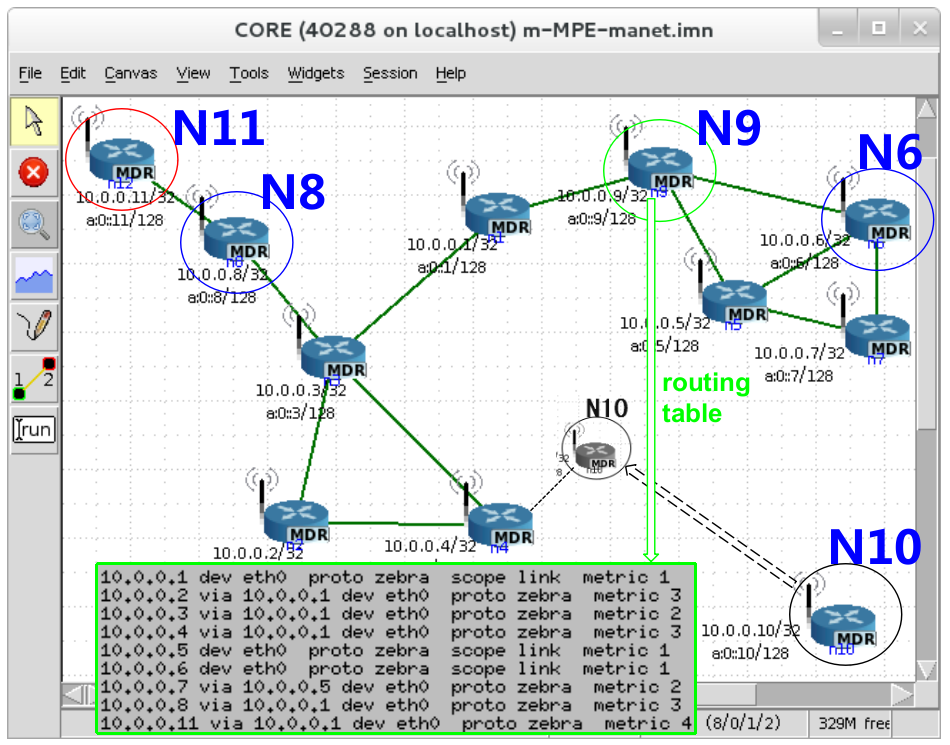 CORE (40288 on localhost) m-MPE-manet.imn
File Edit Canvas View Tools Widgets Session Help
N11
MDR
n12
10.0.0.11/32
a:0::11/128
N8
MDR
n8
10.0.0.8/32
a:0::8/128
MDR
n1
10.0.0.1/32
a:0::1/128
N9
MDR
n9
10.0.0.9/32
a:0::9/128
N6
MDR
n6
10.0.0.6/32
a:0::6/128
MDR
n5
10.0.0.5/32
a:0::5/128
MDR
n7
10.0.0.7/32
a:0::7/128
MDR
n3
10.0.0.3/32
a:0::3/128
1 2
run
routing
table
N10
MDR
n10
MDR
n2
10.0.0.2/32
MDR
n4
10.0.0.4/32
N10
MDR
n10
10.0.0.10/32
a:0::10/128
10.0.0.1 dev eth0 proto zebra scope link metric 1
10.0.0.2 via 10.0.0.1 dev eth0 proto zebra metric 3
10.0.0.3 via 10.0.0.1 dev eth0 proto zebra metric 2
10.0.0.4 via 10.0.0.1 dev eth0 proto zebra metric 3
10.0.0.5 dev eth0 proto zebra scope link metric 1
10.0.0.6 dev eth0 proto zebra scope link metric 1
10.0.0.7 via 10.0.0.5 dev eth0 proto zebra metric 2
10.0.0.8 via 10.0.0.1 dev eth0 proto zebra metric 3
10.0.0.11 via 10.0.0.1 dev eth0 proto zebra metric 4
(8/0/1/2)
329M free